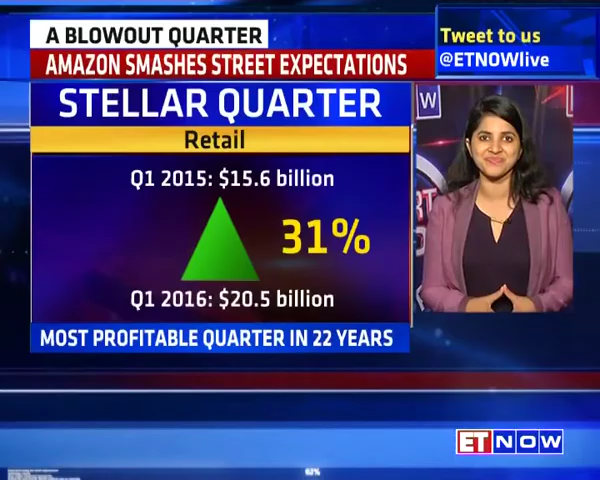 A BLOWOUT QUARTER
AMAZON SMASHES STREET EXPECTATIONS
Tweet to us
@ETNOWlive
STELLAR QUARTER
Retail
Q1 2015: $15.6 billion
31%
Q1 2016: $20.5 billion
MOST PROFITABLE QUARTER IN 22 YEARS
W
ET NOW